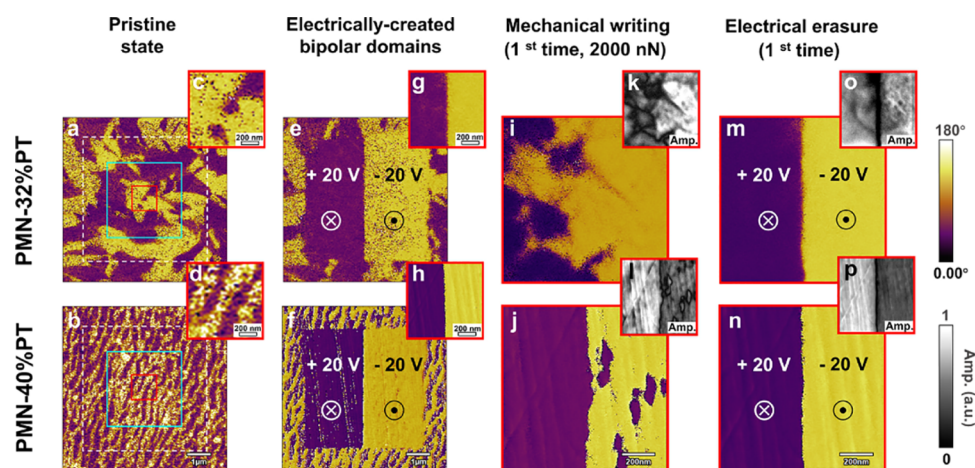 Pristine
state
Electrically-created
bipolar domains
Mechanical writing
(1 st time, 2000 nN)
Electrical erasure
(1 st time)
PMN-32%PT
a
c
200 nm
e
+ 20 V
- 20 V
g
200 nm
i
k
Amp.
m
+ 20 V
- 20 V
o
Amp.
180°
0.00°
PMN-40%PT
b
1µm
d
200 nm
f
+ 20 V
- 20 V
1µm
h
200 nm
j
200nm
l
Amp.
n
+ 20 V
- 20 V
200nm
p
Amp.
1
Amp. (a.u.)
0